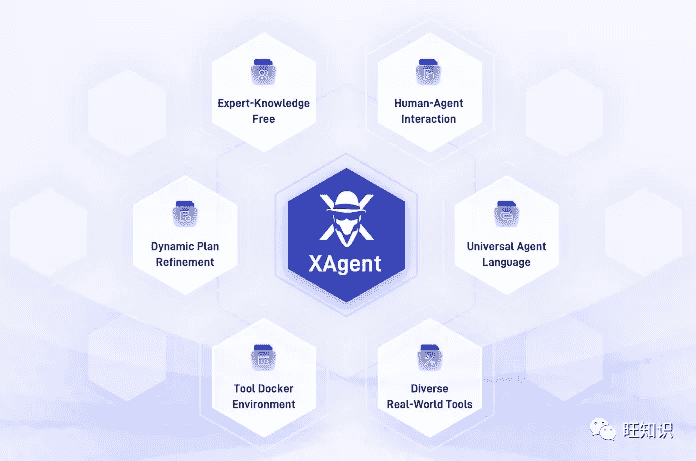 Expert-Knowledge
Free
Human-Agent
Interaction
Dynamic Plan
Refinement
XAgent
Universal Agent
Language
Tool Docker
Environment
Diverse
Real-World Tools
旺知识